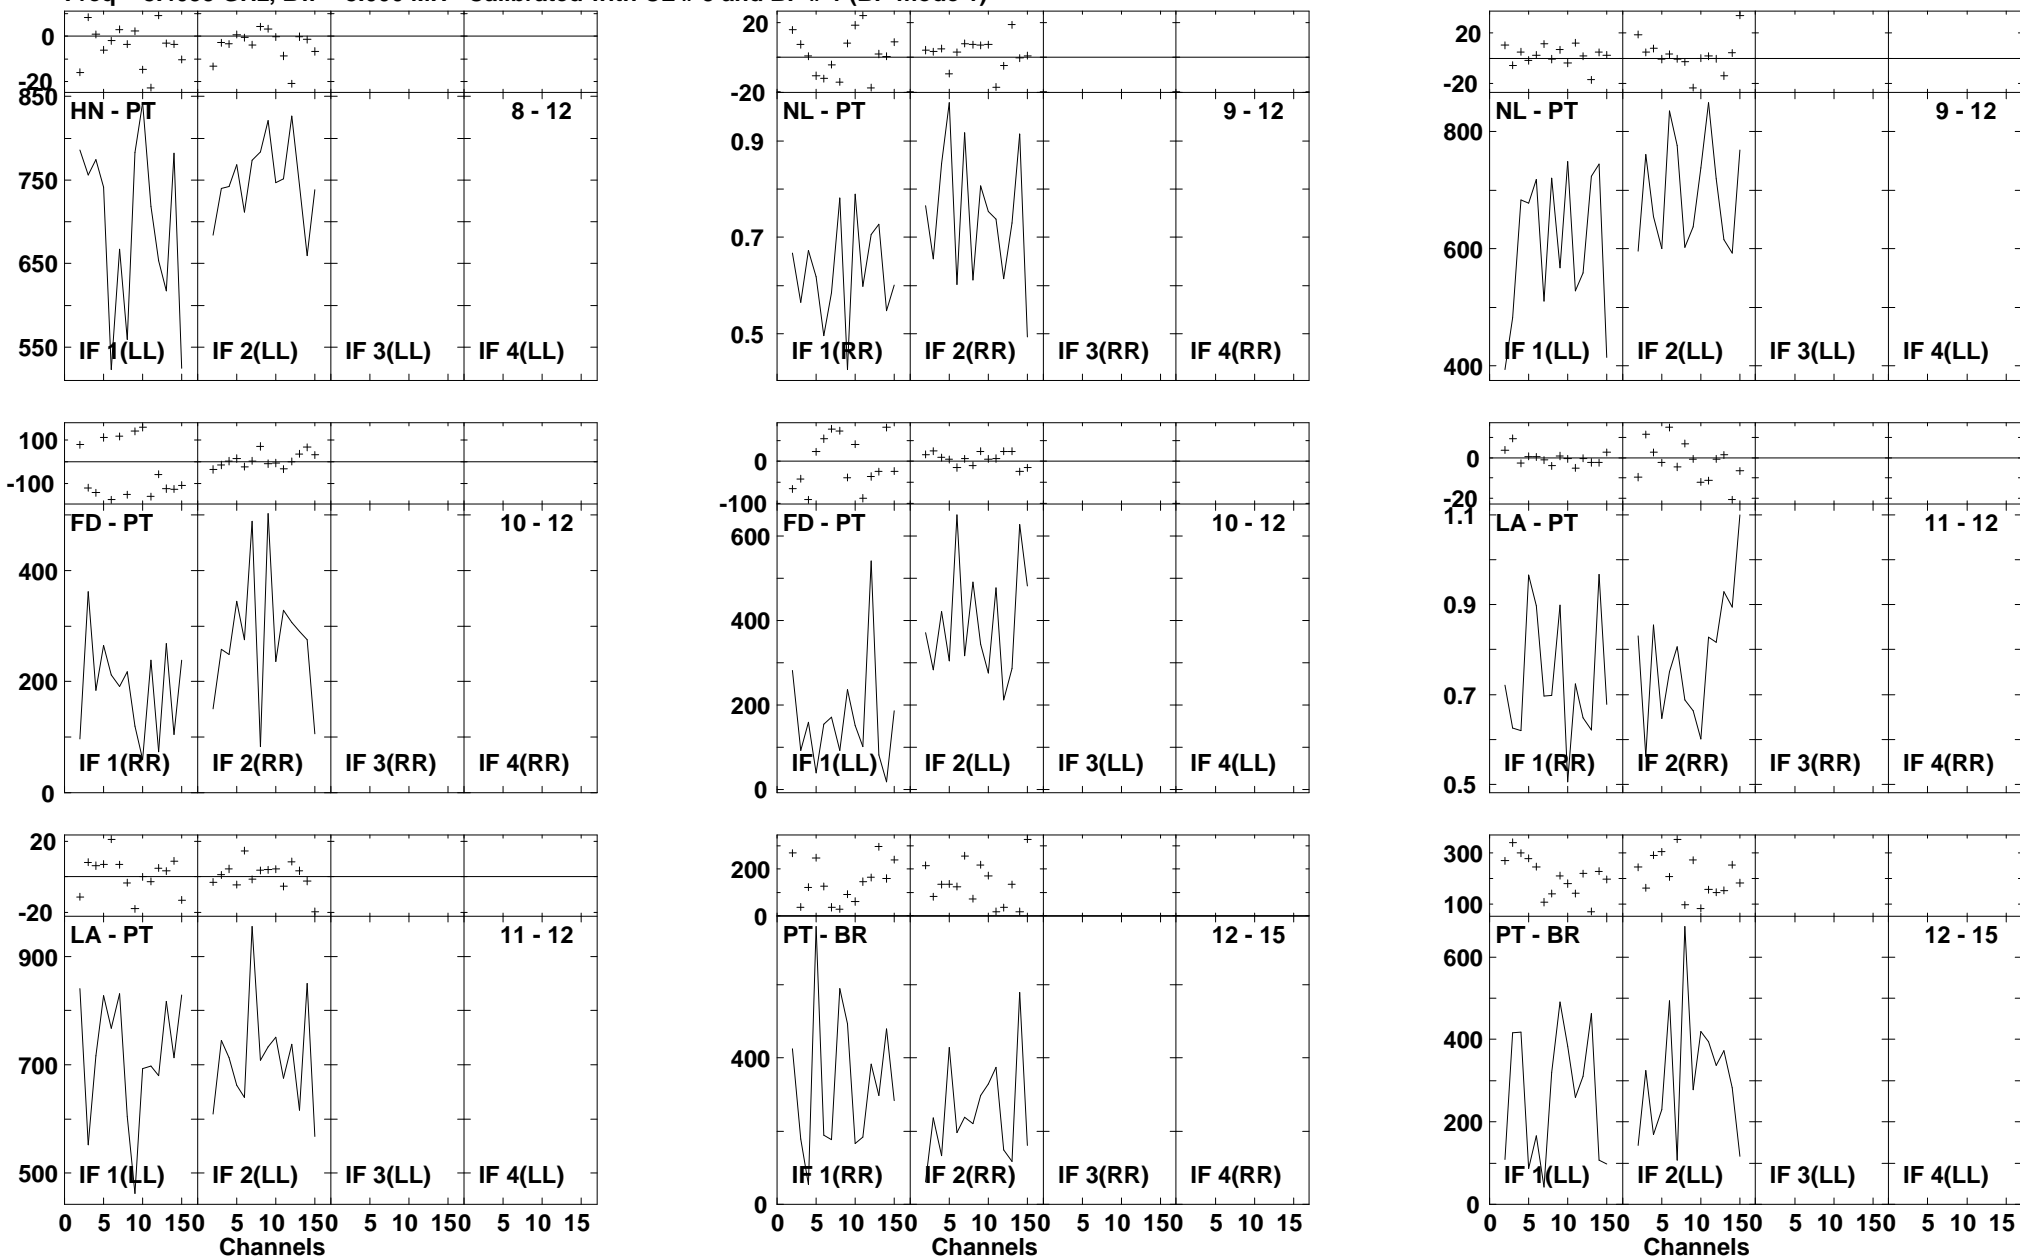 0 20 20
-20 -20 -20
850 HN - PT 8 - 12 NL - PT 9 - 12 NL - PT 9 - 12
0.9 800
750
0.7
650 600
0.5
550 IF 1(LL) IF 2(LL) IF 3(LL) IF 4(LL) IF 1(RR) IF 2(RR) IF 3(RR) IF 4(RR) IF 1(LL) IF 2(LL) IF 3(LL) IF 4(LL)
400
100 0 0
-100 -100 -20
FD - PT 10 - 12 600 FD - PT 10 - 12 1.1 LA - PT 11 - 12
400 400 0.9
200 200 0.7
IF 1(RR) IF 2(RR) IF 3(RR) IF 4(RR) IF 1(LL) IF 2(LL) IF 3(LL) IF 4(LL) IF 1(RR) IF 2(RR) IF 3(RR) IF 4(RR)
0 0 0.5
20 200 300
-20 0 100
LA - PT 11 - 12 PT - BR 12 - 15 PT - BR 12 - 15
900 600
700 400 400
200
500 IF 1(LL) IF 2(LL) IF 3(LL) IF 4(LL) IF 1(RR) IF 2(RR) IF 3(RR) IF 4(RR) IF 1(LL) IF 2(LL) IF 3(LL) IF 4(LL)
0 0
0 5 10 150 5 10 150 5 10 150 5 10 15 0 5 10 150 5 10 150 5 10 150 5 10 15 0 5 10 150 5 10 150 5 10 150 5 10 15
Channels Channels Channels